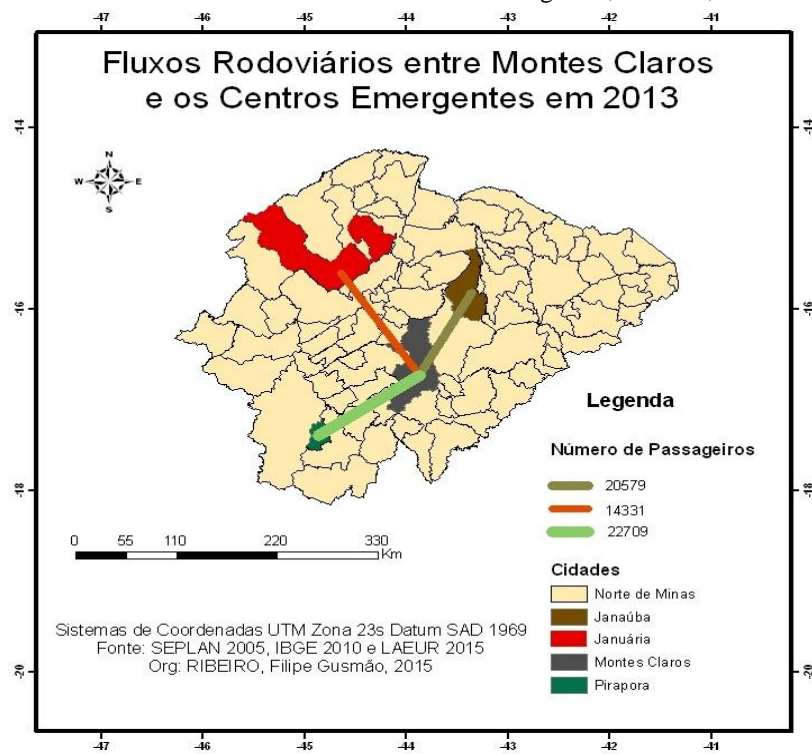 -47 -46 -45 -44 -43 -42 -41
Fluxos Rodoviários entre Montes Claros
e os Centros Emergentes em 2013
-14
-14
N
W E
S
-16
-16
Legenda
Número de Passageiros
-18
-18
20579
14331
22709
0 55 110 220 330
Km
Cidades
Norte de Minas
Janaúba
Januária
Montes Claros
Pirapora
Sistemas de Coordenadas UTM Zona 23s Datum SAD 1969
Fonte: SEPLAN 2005, IBGE 2010 e LAEUR 2015
Org: RIBEIRO, Filipe Gusmão, 2015
-20
-20
-47 -46 -45 -44 -43 -42 -41